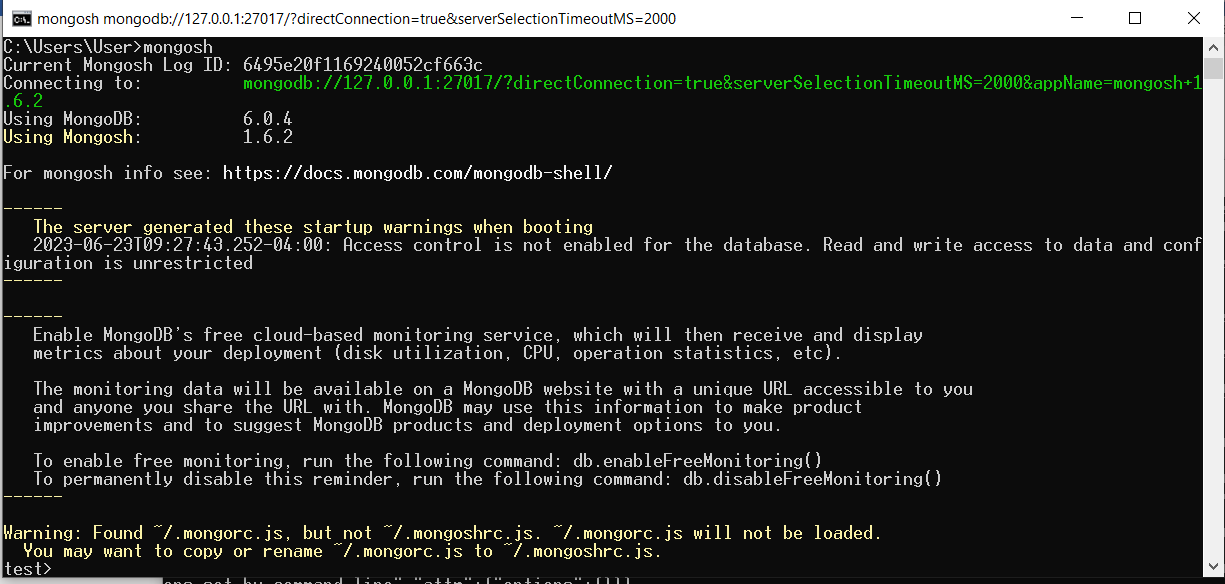 mongosh mongodb://127.0.0.1:27017/?directConnection=true&serverSelectionTimeoutMS=2000
C:\Users\User>mongosh
Current Mongosh Log ID: 6495e20f1169240052cf663c
Connecting to: mongodb://127.0.0.1:27017/?directConnection=true&serverSelectionTimeoutMS=2000&appName=mongosh+1
.6.2
Using MongoDB: 6.0.4
Using Mongosh: 1.6.2
For mongosh info see: https://docs.mongodb.com/mongodb-shell/
------
The server generated these startup warnings when booting
2023-06-23T09:27:43.252-04:00: Access control is not enabled for the database. Read and write access to data and conf
iguration is unrestricted
------
------
Enable MongoDB's free cloud-based monitoring service, which will then receive and display
metrics about your deployment (disk utilization, CPU, operation statistics, etc).
The monitoring data will be available on a MongoDB website with a unique URL accessible to you
and anyone you share the URL with. MongoDB may use this information to make product
improvements and to suggest MongoDB products and deployment options to you.
To enable free monitoring, run the following command: db.enableFreeMonitoring()
To permanently disable this reminder, run the following command: db.disableFreeMonitoring()
------
Warning: Found ~/.mongorc.js, but not ~/.mongoshrc.js. ~/.mongorc.js will not be loaded.
You may want to copy or rename ~/.mongorc.js to ~/.mongoshrc.js.
test>